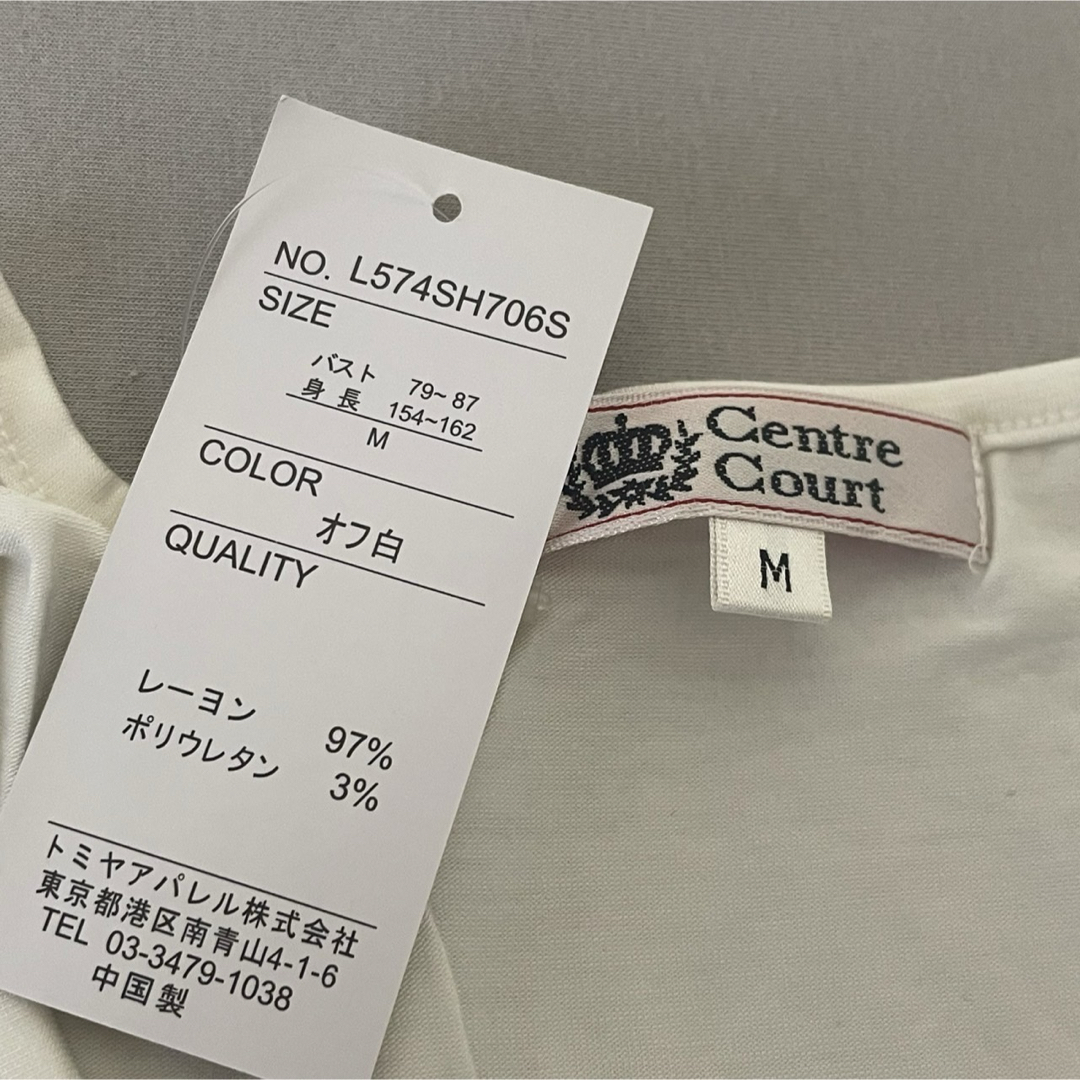 NO. L574SH706S
SIZE
バスト 79~87
身長 154~162
M
COLOR
オフ白
QUALITY
レーヨン 97%
ポリウレタン 3%
トミヤアパレル株式会社
東京都港区南青山4-1-6
TEL 03-3479-1038
中国製
Centre
Court
M